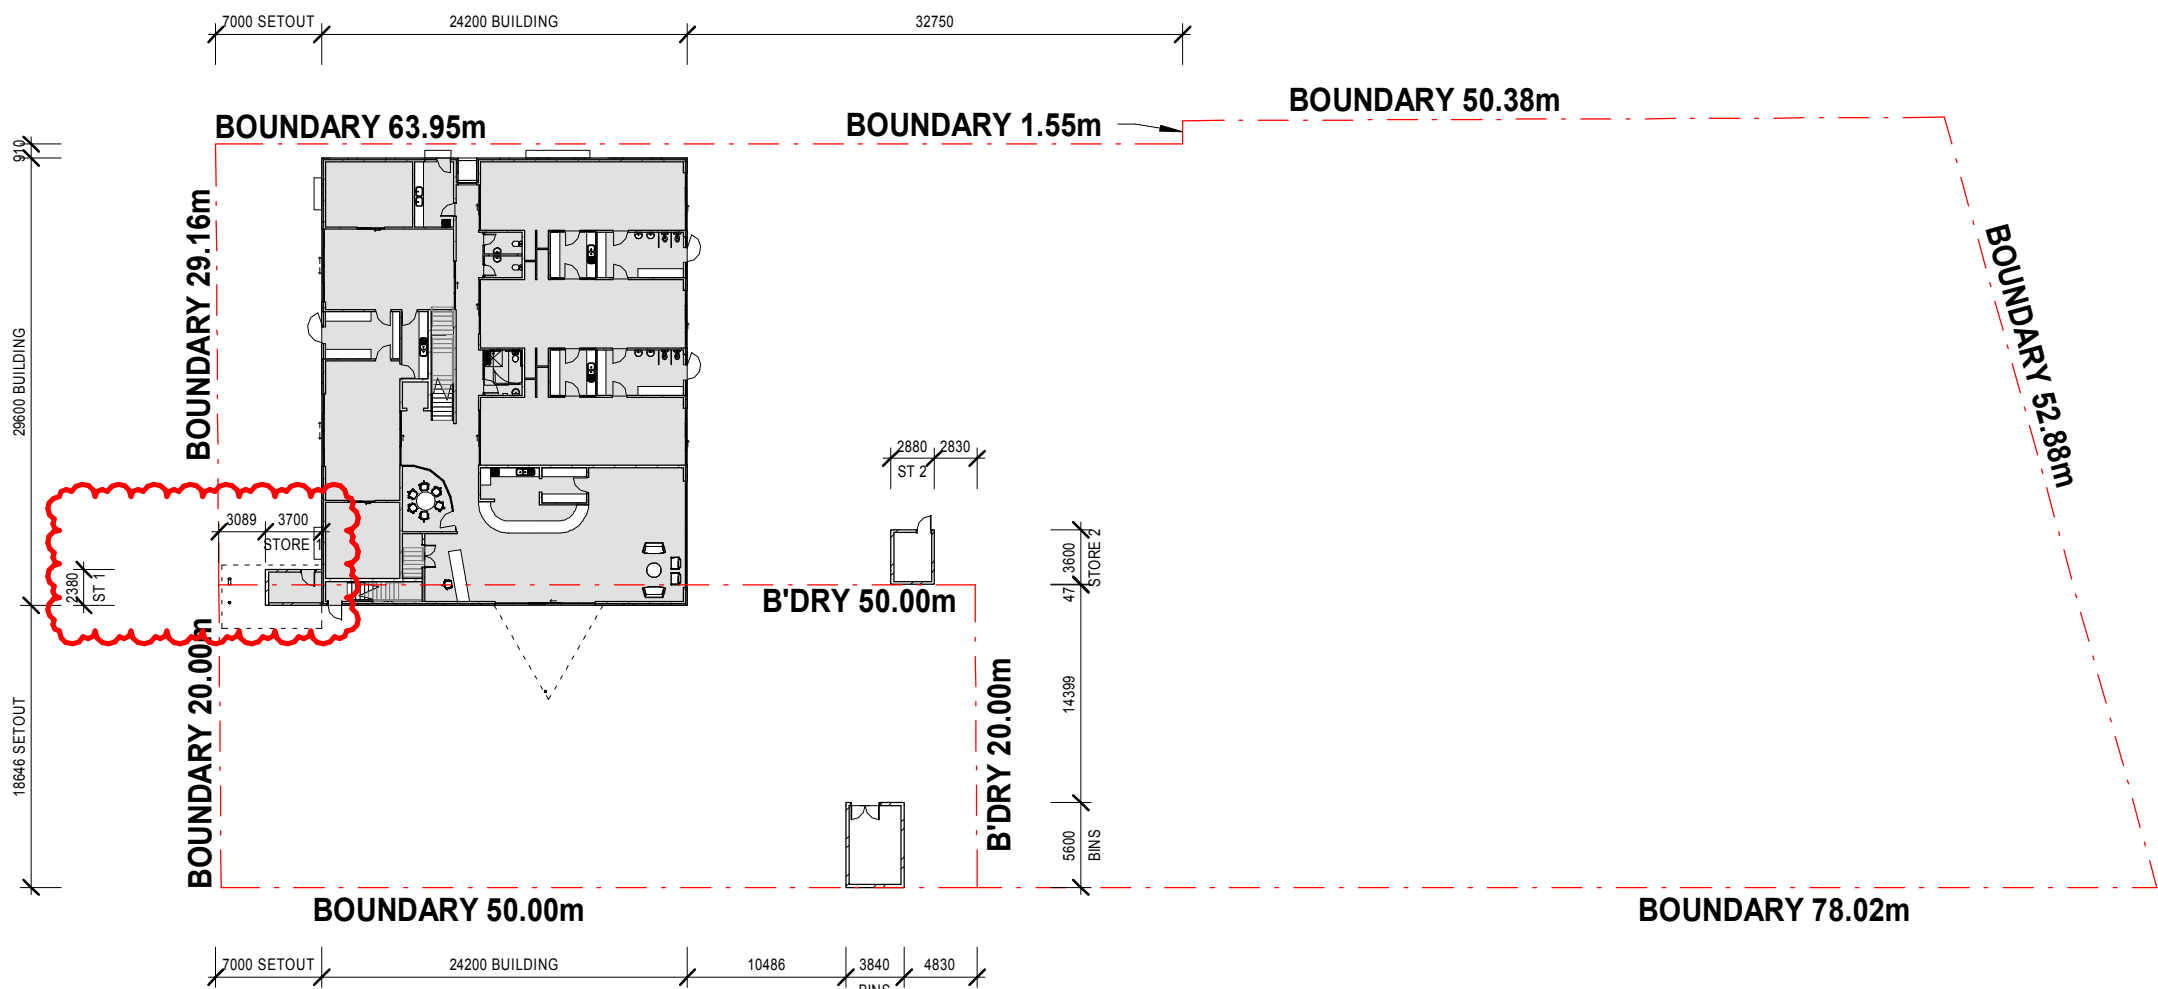 7000 SETOUT
24200 BUILDING
32750
BOUNDARY 63.95m
BOUNDARY 1.55m
BOUNDARY 50.38m
910
BOUNDARY 29.16m
29600 BUILDING
BOUNDARY 52.88m
2880
2830
ST 2
3089
3700
STORE 1
2380
ST 1
3600
STORE 2
47
B'DRY 50.00m
BOUNDARY 20.00m
B'DRY 20.00m
14399
18646 SETOUT
5600
BINS
BOUNDARY 50.00m
BOUNDARY 78.02m
7000 SETOUT
24200 BUILDING
10486
3840
4830
BINS